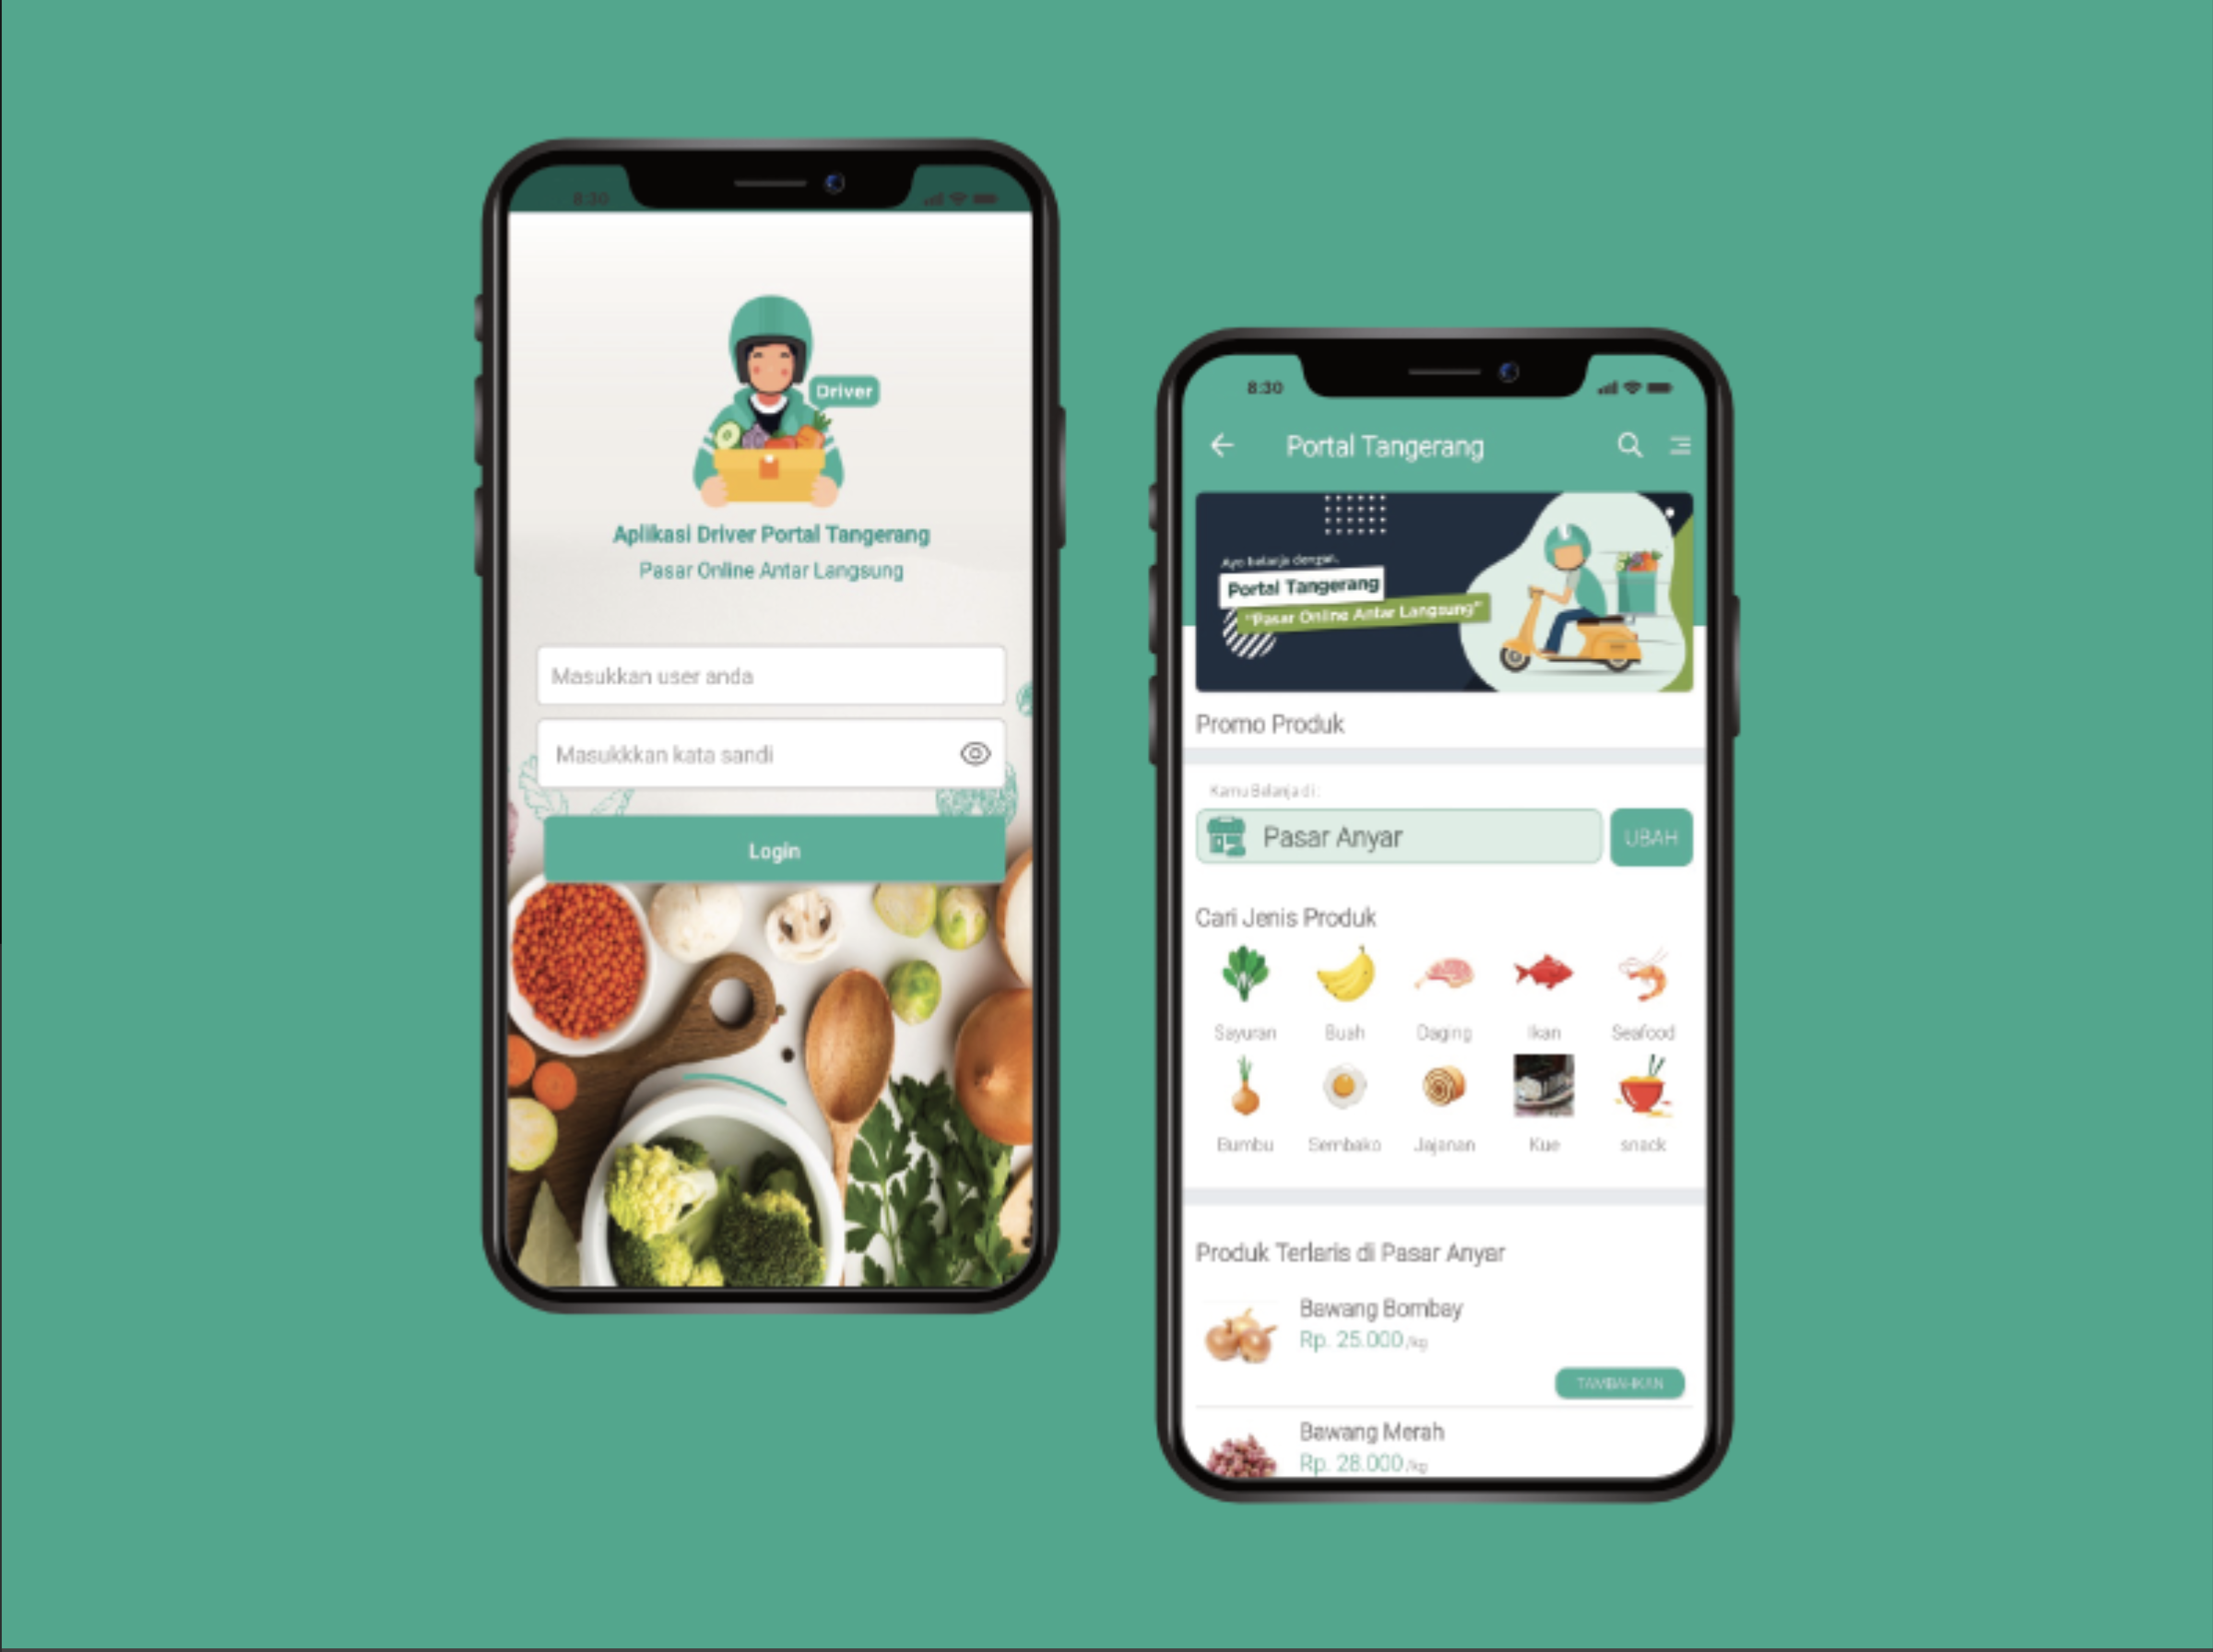 8:30
Driver
Aplikasi Driver Portal Tangerang
Pasar Online Antar Langsung
Masukkan user anda
Masukkkan kata sandi
Login
8:30
Portal Tangerang
Ayo belanja dengan..
Portal Tangerang
"Pasar Online Antar Langsung"
Promo Produk
Kamu Belanja di :
Pasar Anyar
UBAH
Cari Jenis Produk
Sayuran Buah Daging Ikan Seafood
Bumbu Sembako Jajanan Kue snack
Produk Terlaris di Pasar Anyar
Bawang Bombay
Rp. 25.000 /kg
TAMBAHKAN
Bawang Merah
Rp. 28.000 /kg